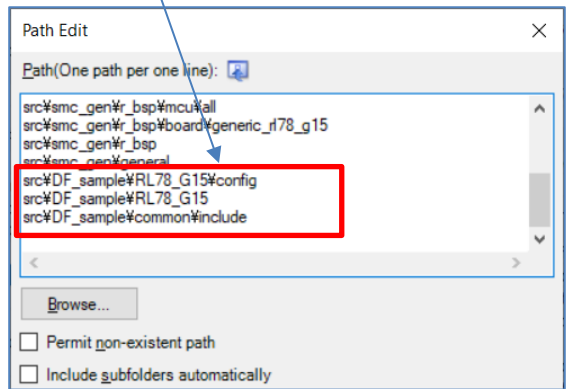 Path Edit
Path(One path per one line):
src¥smc_gen¥r_bsp¥mcu¥all
src¥smc_gen¥r_bsp¥board¥generic_rl78_g15
src¥smc_gen¥r_bsp
src¥smc_gen¥general
src¥DF_sample¥RL78_G15¥config
src¥DF_sample¥RL78_G15
src¥DF_sample¥common¥include
Browse...
Permit non-existent path
Include subfolders automatically